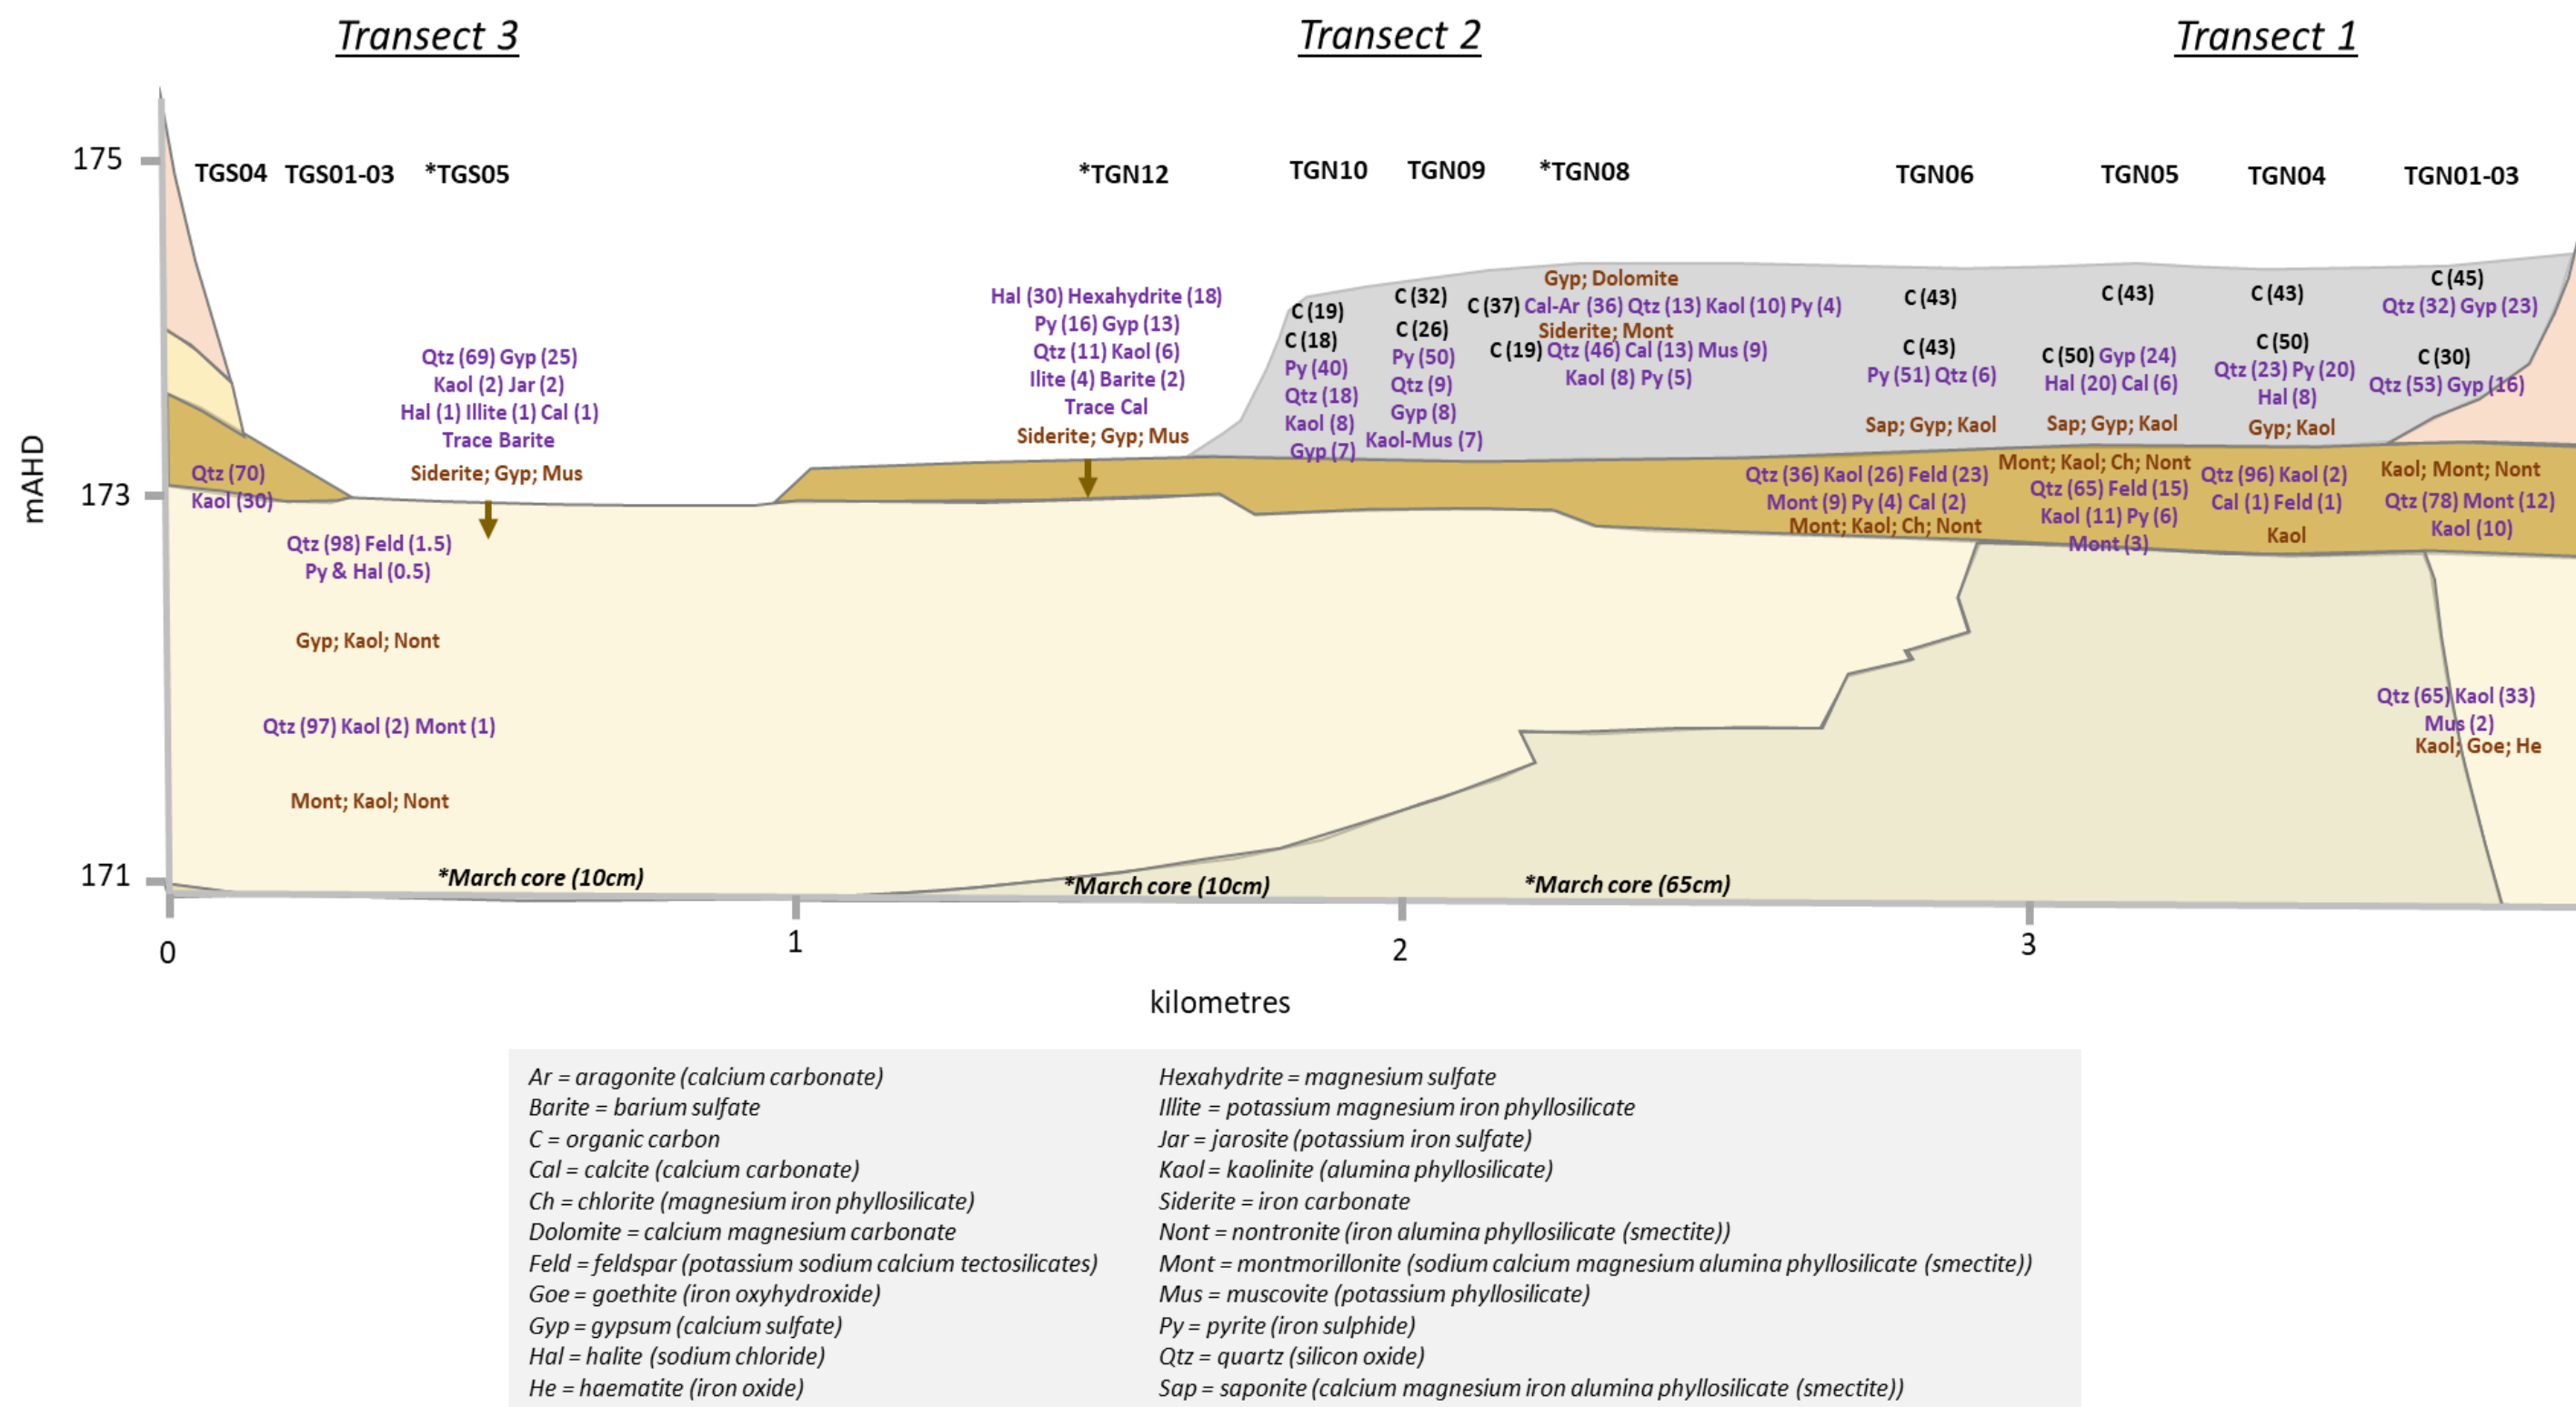 Transect 3
Transect 2
Transect 1
175
173
171
mAHD
TGS04
TGS01-03
*TGS05
*TGN12
TGN10
TGN09
*TGN08
TGN06
TGN05
TGN04
TGN01-03
Qtz (70)
Kaol (30)
Qtz (69) Gyp (25)
Kaol (2) Jar (2)
Hal (1) Illite (1) Cal (1)
Trace Barite
Siderite; Gyp; Mus
Qtz (98) Feld (1.5)
Py & Hal (0.5)
Gyp; Kaol; Nont
Qtz (97) Kaol (2) Mont (1)
Mont; Kaol; Nont
Hal (30) Hexahydrite (18)
Py (16) Gyp (13)
Qtz (11) Kaol (6)
Ilite (4) Barite (2)
Trace Cal
Siderite; Gyp; Mus
C (19)
C (18)
Py (40)
Qtz (18)
Kaol (8)
Gyp (7)
C (32)
C (26)
Py (50)
Qtz (9)
Gyp (8)
Kaol-Mus (7)
Gyp; Dolomite
C (37) Cal-Ar (36) Qtz (13) Kaol (10) Py (4)
Siderite; Mont
C (19) Qtz (46) Cal (13) Mus (9)
Kaol (8) Py (5)
C (43)
C (43)
Py (51) Qtz (6)
Sap; Gyp; Kaol
Qtz (36) Kaol (26) Feld (23)
Mont (9) Py (4) Cal (2)
Mont; Kaol; Ch; Nont
C (43)
C (50) Gyp (24)
Hal (20) Cal (6)
Sap; Gyp; Kaol
Mont; Kaol; Ch; Nont
Qtz (65) Feld (15)
Kaol (11) Py (6)
Mont (3)
C (43)
C (50)
Qtz (23) Py (20)
Hal (8)
Gyp; Kaol
Qtz (96) Kaol (2)
Cal (1) Feld (1)
Kaol
C (45)
Qtz (32) Gyp (23)
C (30)
Qtz (53) Gyp (16)
Kaol; Mont; Nont
Qtz (78) Mont (12)
Kaol (10)
Qtz (65) Kaol (33)
Mus (2)
Kaol; Goe; He
*March core (10cm)
*March core (10cm)
*March core (65cm)
0
1
2
3
kilometres
Ar = aragonite (calcium carbonate)
Barite = barium sulfate
C = organic carbon
Cal = calcite (calcium carbonate)
Ch = chlorite (magnesium iron phyllosilicate)
Dolomite = calcium magnesium carbonate
Feld = feldspar (potassium sodium calcium tectosilicates)
Goe = goethite (iron oxyhydroxide)
Gyp = gypsum (calcium sulfate)
Hal = halite (sodium chloride)
He = haematite (iron oxide)
Hexahydrite = magnesium sulfate
Illite = potassium magnesium iron phyllosilicate
Jar = jarosite (potassium iron sulfate)
Kaol = kaolinite (alumina phyllosilicate)
Siderite = iron carbonate
Nont = nontronite (iron alumina phyllosilicate (smectite))
Mont = montmorillonite (sodium calcium magnesium alumina phyllosilicate (smectite))
Mus = muscovite (potassium phyllosilicate)
Py = pyrite (iron sulphide)
Qtz = quartz (silicon oxide)
Sap = saponite (calcium magnesium iron alumina phyllosilicate (smectite))